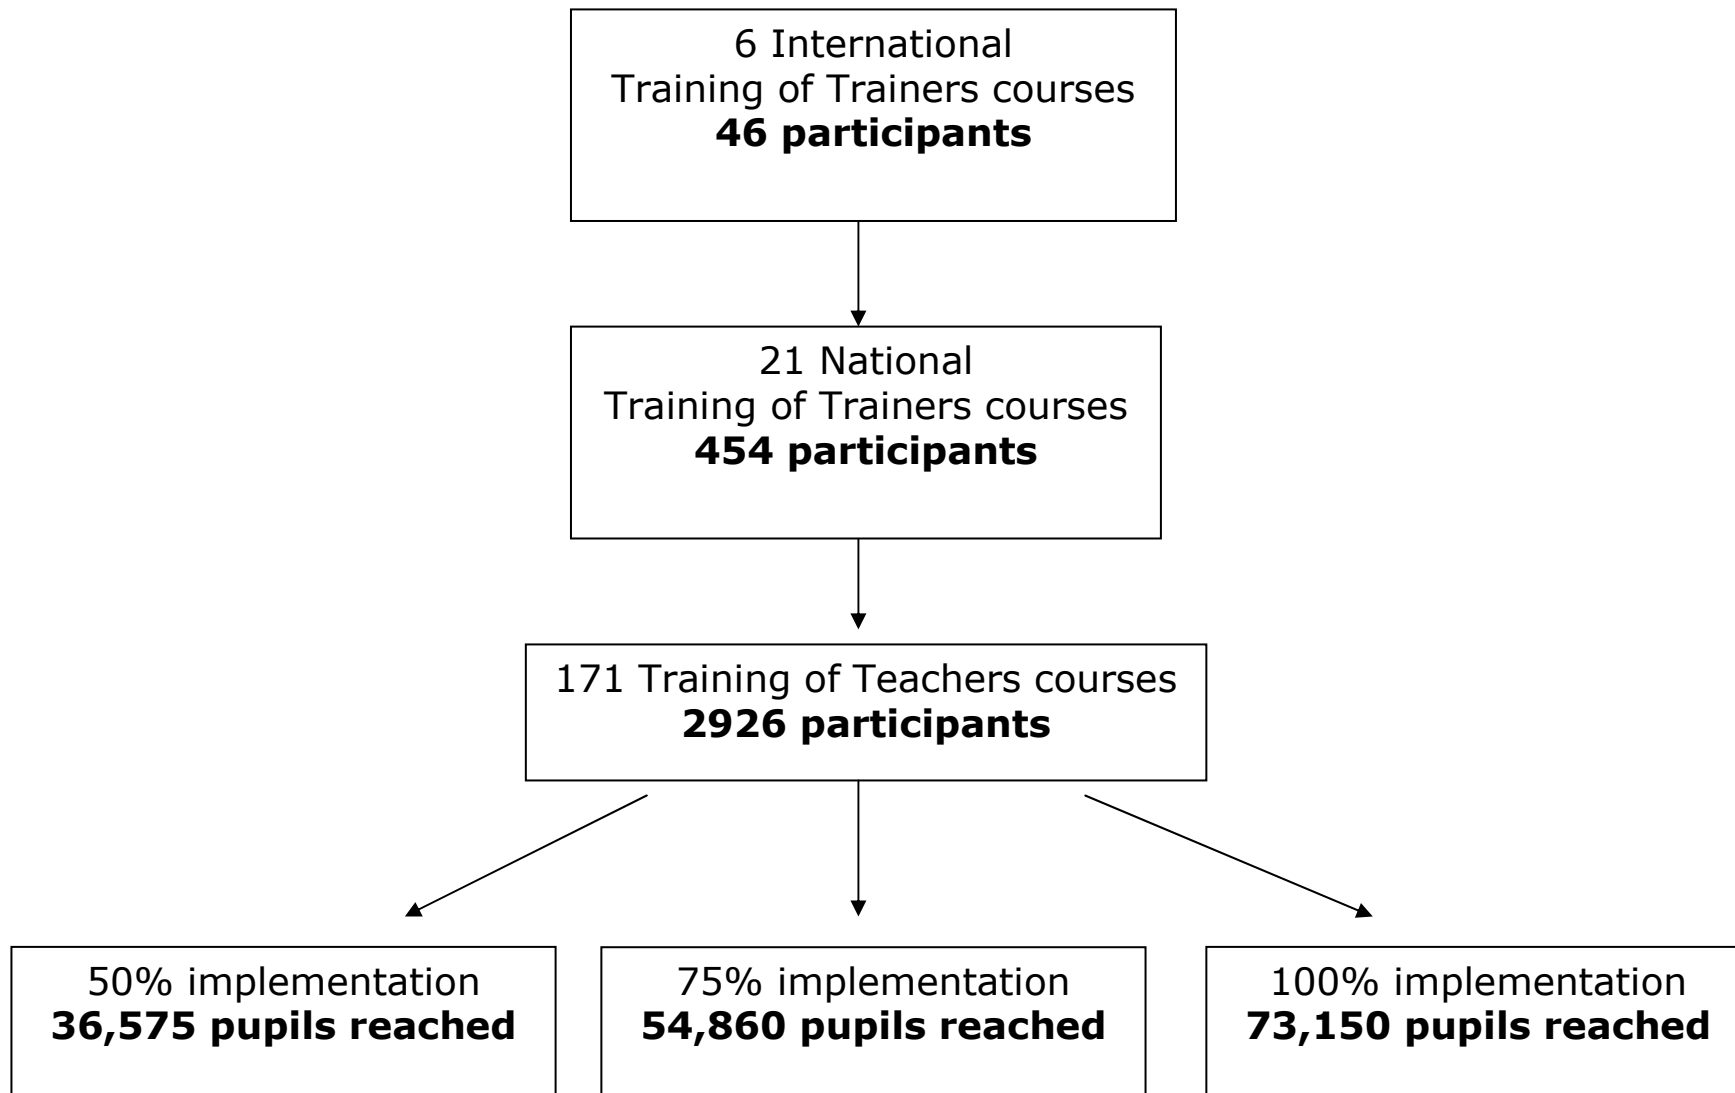 6 International
Training of Trainers courses
46 participants
21 National
Training of Trainers courses
454 participants
171 Training of Teachers courses
2926 participants
50% implementation
36,575 pupils reached
75% implementation
54,860 pupils reached
100% implementation
73,150 pupils reached